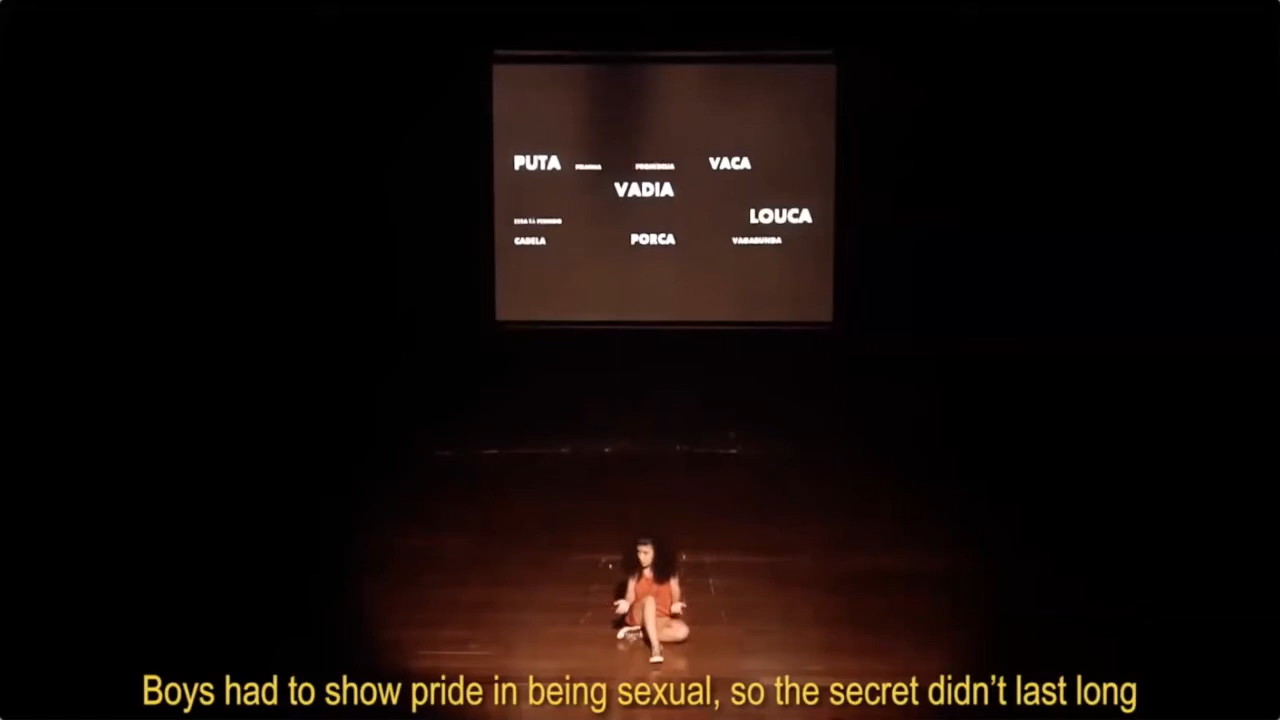 PUTA VACA
VADIA
LOUCA
CADELA PORCA VAGABUNDA
Boys had to show pride in being sexual, so the secret didn't last long